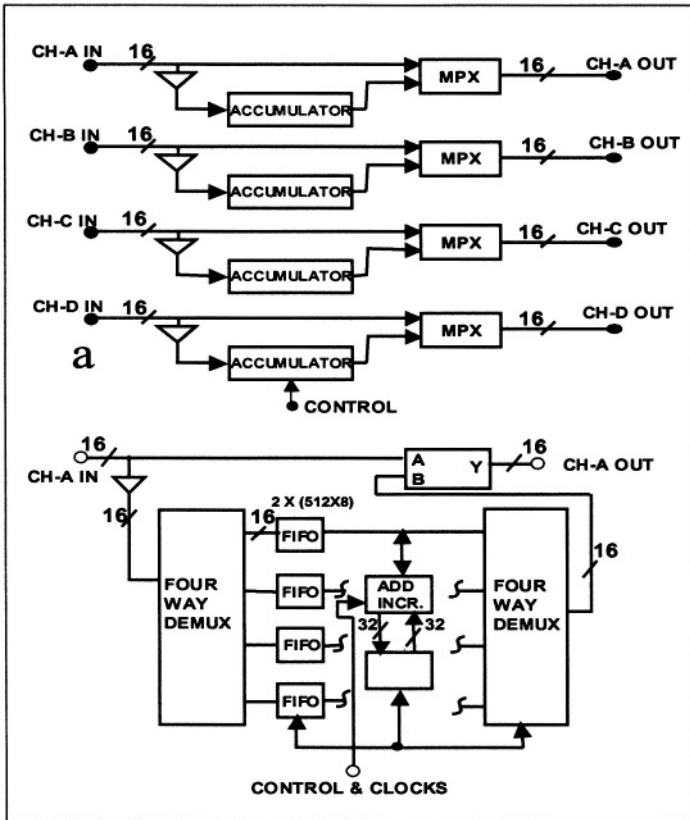 CH-A IN 16 MPX 16 CH-A OUT
ACCUMULATOR
CH-B IN 16 MPX 16 CH-B OUT
ACCUMULATOR
CH-C IN 16 MPX 16 CH-C OUT
ACCUMULATOR
CH-D IN 16 MPX 16 CH-D OUT
a
ACCUMULATOR
CONTROL
16 A Y 16
CH-A IN B CH-A OUT
2 X (512X8)
16 16 FIFO 16
FOUR
WAY
DEMUX
FIFO
ADD
INCR.
FOUR
WAY
DEMUX
32 32
FIFO
FIFO
CONTROL & CLOCKS